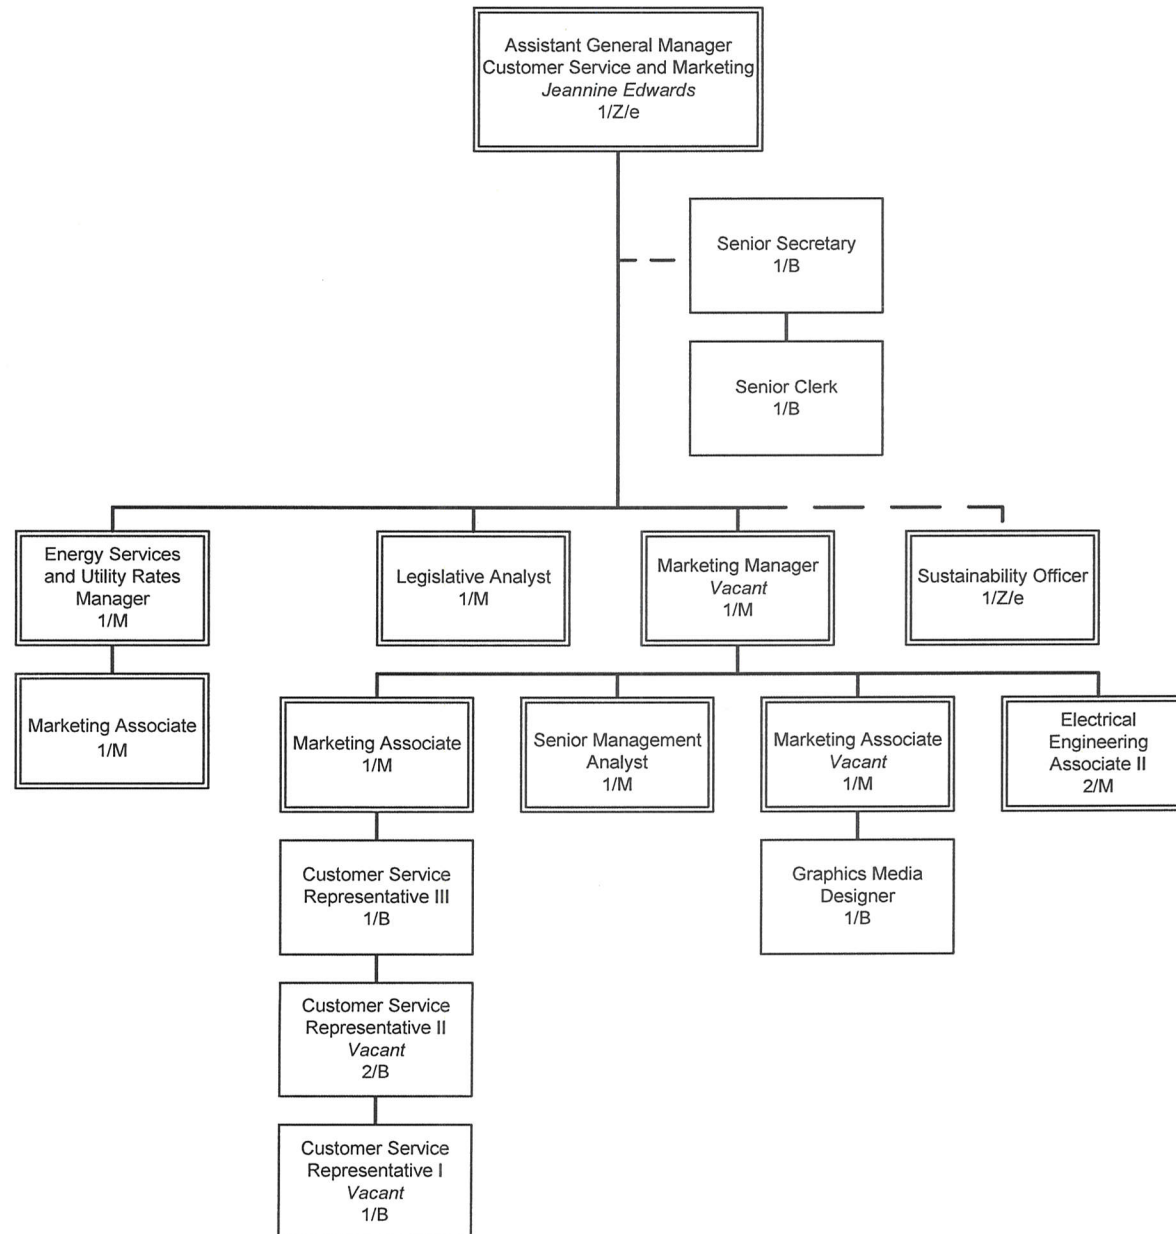 Assistant General Manager
Customer Service and Marketing
Jeannine Edwards
1/Z/e
Senior Secretary
1/B
Senior Clerk
1/B
Energy Services
and Utility Rates
Manager
1/M
Legislative Analyst
1/M
Marketing Manager
Vacant
1/M
Sustainability Officer
1/Z/e
Marketing Associate
1/M
Marketing Associate
1/M
Senior Management
Analyst
1/M
Marketing Associate
Vacant
1/M
Electrical
Engineering
Associate II
2/M
Customer Service
Representative III
1/B
Graphics Media
Designer
1/B
Customer Service
Representative II
Vacant
2/B
Customer Service
Representative I
Vacant
1/B